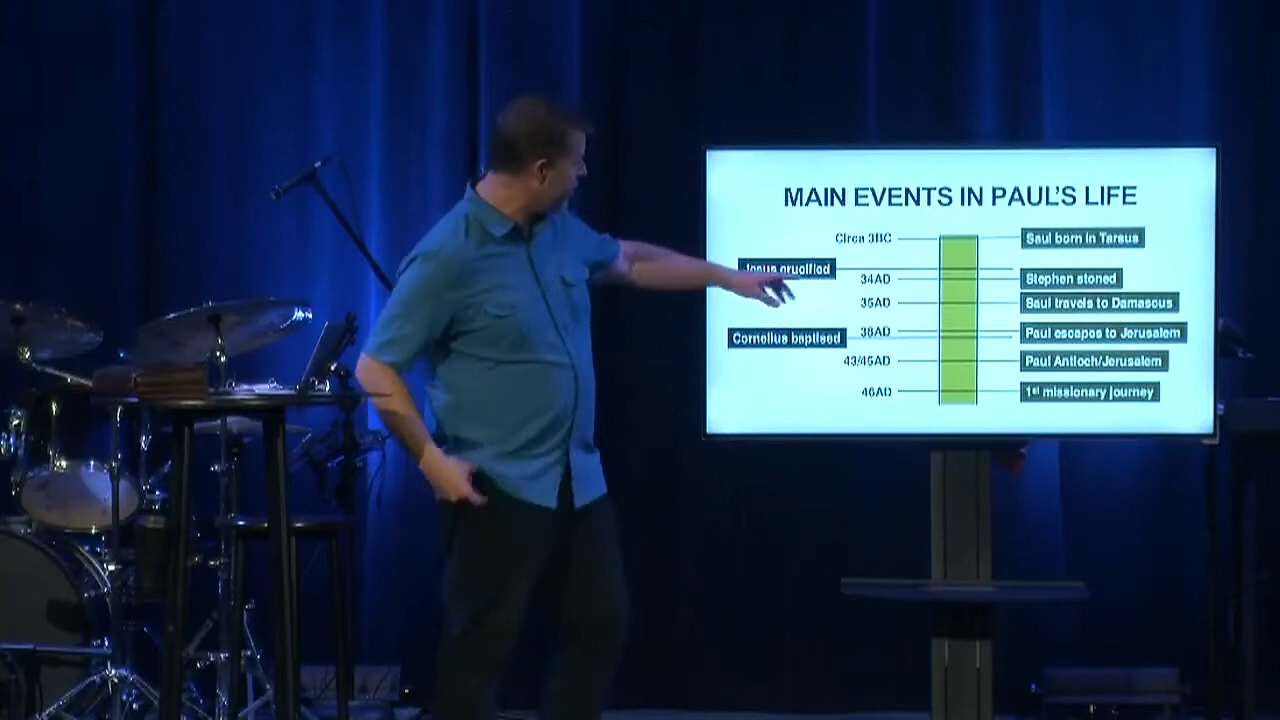 MAIN EVENTS IN PAUL'S LIFE
Circa 3BC
Saul born in Tarsus
Jesus crucified
34AD
Stephen stoned
35AD
Saul travels to Damascus
38AD
Paul escapes to Jerusalem
Cornelius baptised
43/45AD
Paul Antioch/Jerusalem
46AD
1st missionary journey